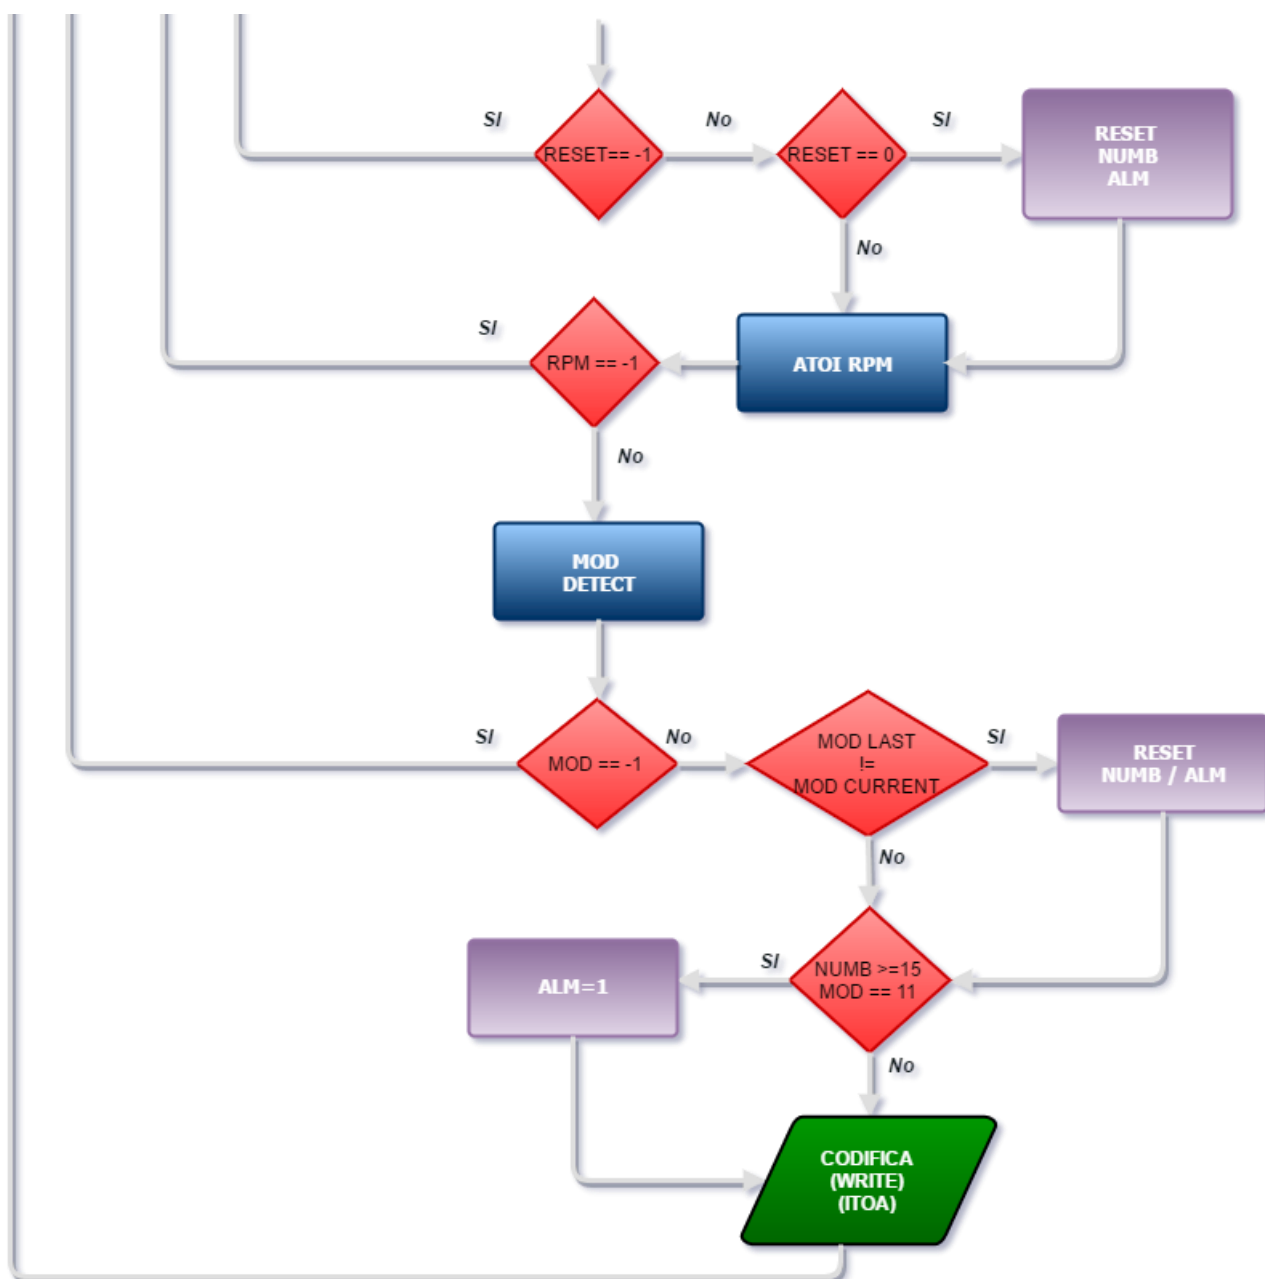 SI
No
SI
RESET== -1
RESET == 0
RESET
NUMB
ALM
No
SI
RPM == -1
ATOI RPM
No
MOD
DETECT
SI
No
SI
MOD == -1
MOD LAST
!=
MOD CURRENT
RESET
NUMB / ALM
No
SI
ALM=1
NUMB >=15
MOD == 11
No
CODIFICA
(WRITE)
(ITOA)